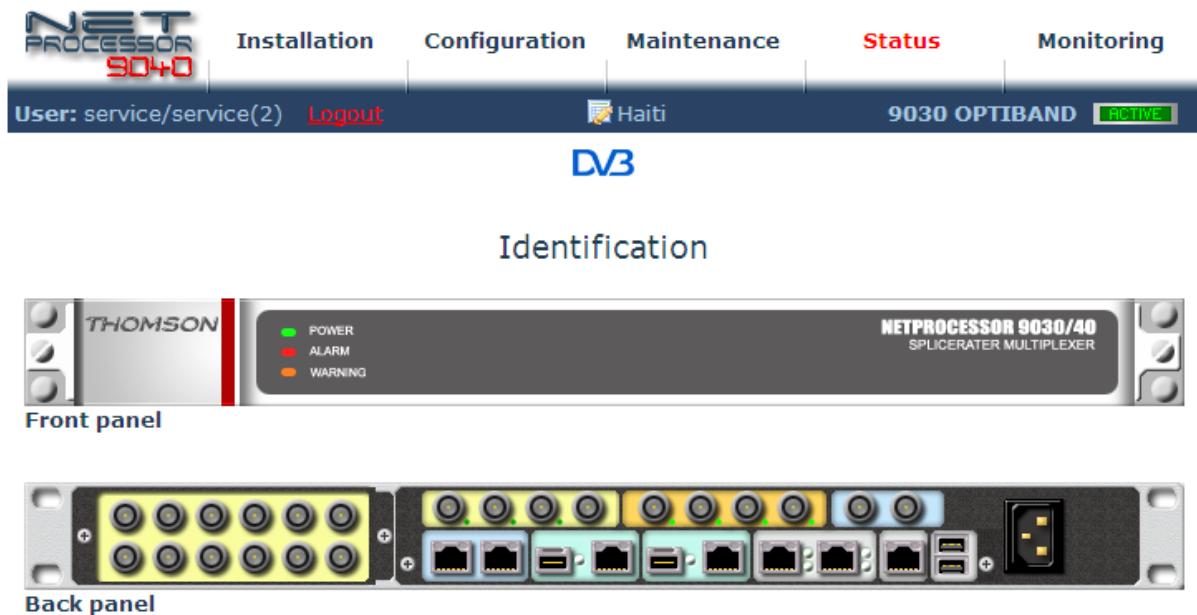 NET
PROCESSOR
9040
Installation Configuration Maintenance Status Monitoring
User: service/service(2) Logout Haiti 9030 OPTIBAND ACTIVE
DVB
Identification
THOMSON
POWER
ALARM
WARNING
NETPROCESSOR 9030/40
SPLICERATER MULTIPLEXER
Front panel
Back panel